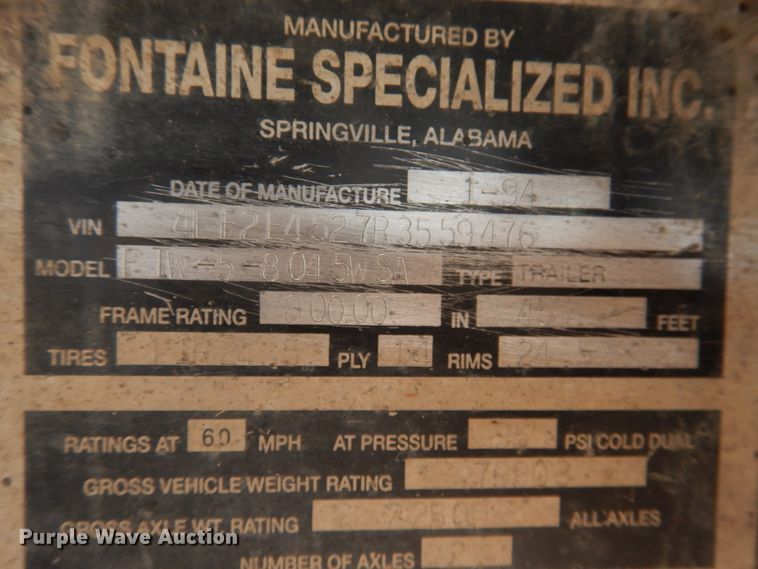 MANUFACTURED BY
FONTAINE SPECIALIZED INC.
SPRINGVILLE, ALABAMA
DATE OF MANUFACTURE 1-94
VIN
MODEL TYPE TRAILER
FRAME RATING IN 45 FEET
TIRES PLY RIMS
RATINGS AT 60 MPH AT PRESSURE PSI COLD DUAL
GROSS VEHICLE WEIGHT RATING
GROSS AXLE WT. RATING ALL AXLES
NUMBER OF AXLES 2
Purple Wave Auction